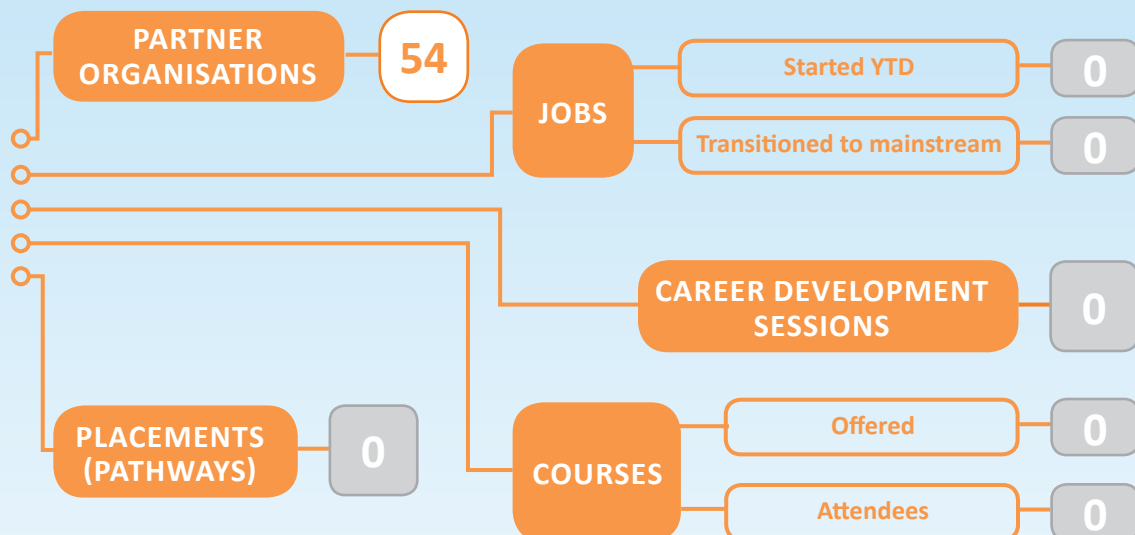 PARTNER
ORGANISATIONS
54
JOBS
Started YTD
0
Transitioned to mainstream
0
CAREER DEVELOPMENT
SESSIONS
0
PLACEMENTS
(PATHWAYS)
0
COURSES
Offered
0
Attendees
0